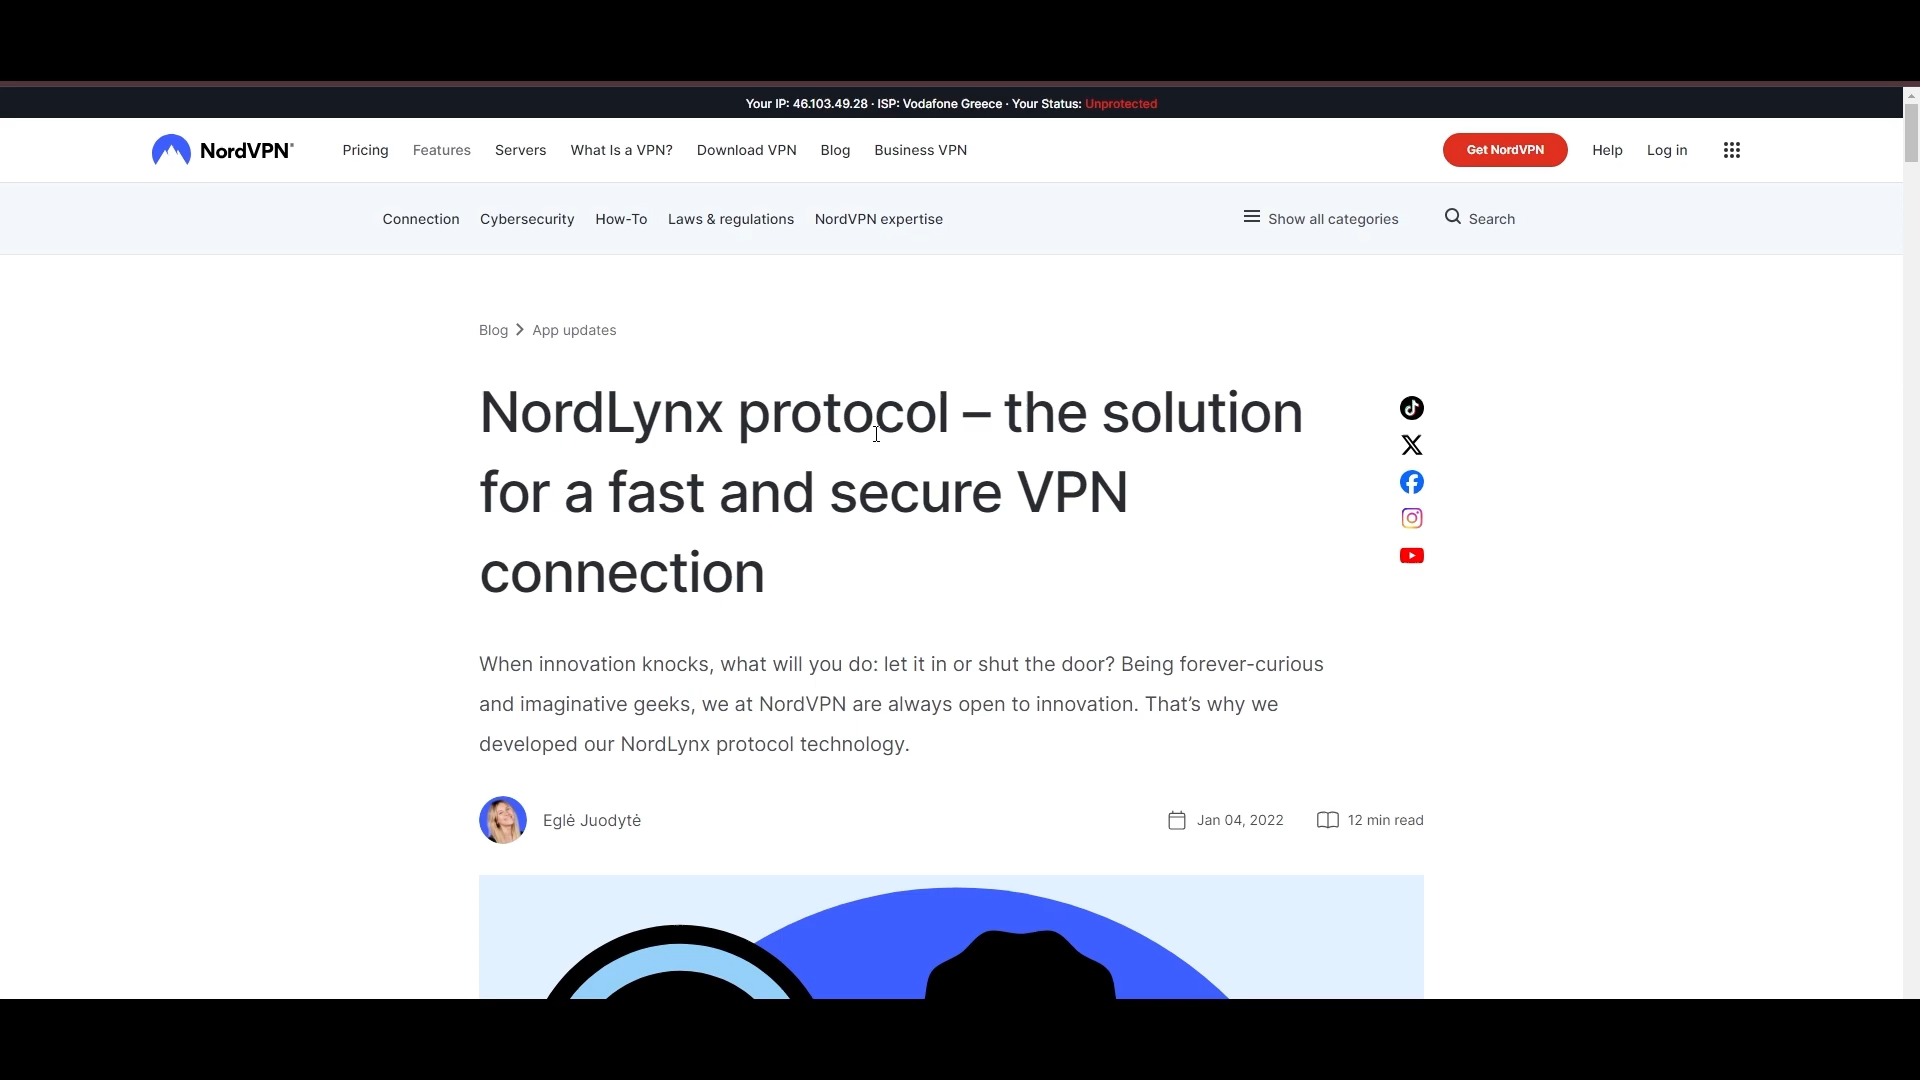 Your IP: 46.103.49.28 · ISP: Vodafone Greece · Your Status: Unprotected
NordVPN®
Pricing Features Servers What Is a VPN? Download VPN Blog Business VPN
Get NordVPN Help Log in
Connection Cybersecurity How-To Laws & regulations NordVPN expertise
Show all categories Search
Blog > App updates
NordLynx protocol – the solution
for a fast and secure VPN
connection
When innovation knocks, what will you do: let it in or shut the door? Being forever-curious
and imaginative geeks, we at NordVPN are always open to innovation. That’s why we
developed our NordLynx protocol technology.
Eglė Juodytė
Jan 04, 2022 12 min read